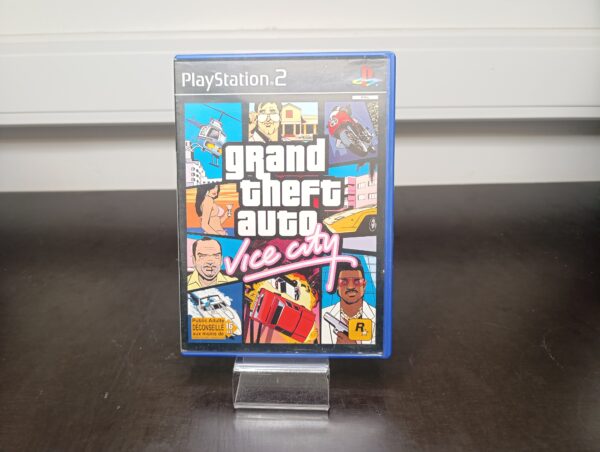 PlayStation.2
grand
theft
auto
vice city
Public Adulte
DÉCONSEILLÉ 16
aux moins de
R